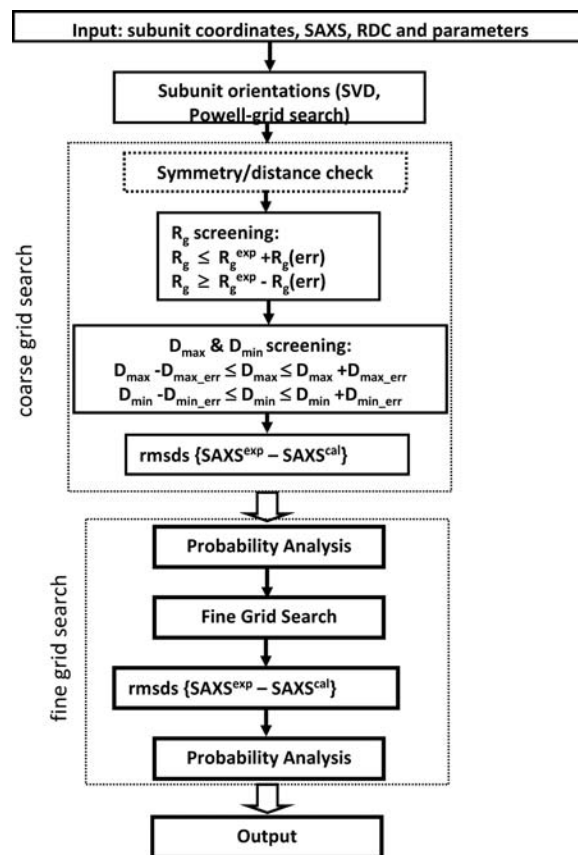 Input: subunit coordinates, SAXS, RDC and parameters
Subunit orientations (SVD,
Powell-grid search)
coarse grid search
Symmetry/distance check
Rg screening:
Rg ≤ Rg^exp +Rg(err)
Rg ≥ Rg^exp - Rg(err)
Dmax & Dmin screening:
Dmax -Dmax_err ≤ Dmax ≤ Dmax +Dmax_err
Dmin -Dmin_err ≤ Dmin ≤ Dmin +Dmin_err
rmsds {SAXS^exp – SAXS^cal}
fine grid search
Probability Analysis
Fine Grid Search
rmsds {SAXS^exp – SAXS^cal}
Probability Analysis
Output